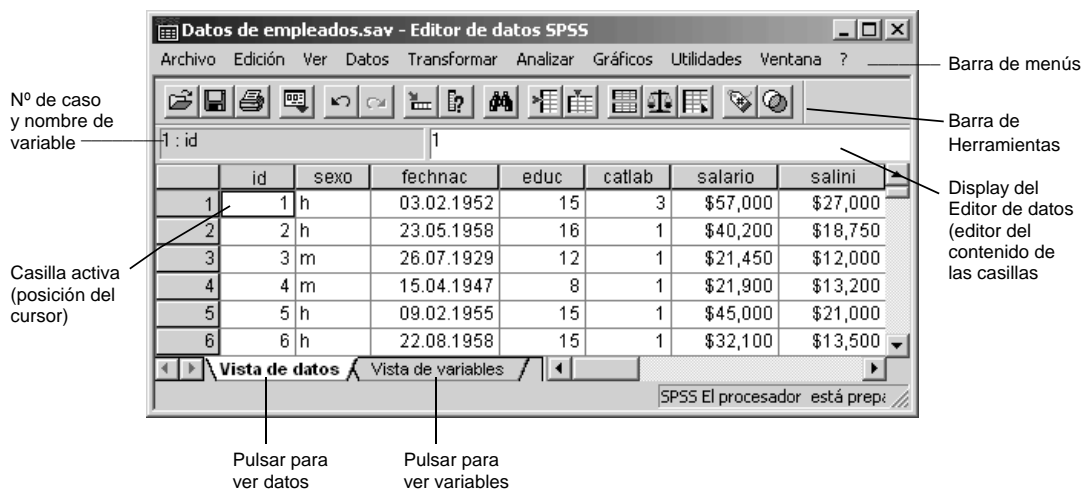 Datos de empleados.sav - Editor de datos SPSS
Archivo Edición Ver Datos Transformar Analizar Gráficos Utilidades Ventana ?
Barra de menús
Nº de caso
y nombre de
variable
Barra de
Herramientas
1 : id 1
id sexo fechnac educ catlab salario salini
1 1 h 03.02.1952 15 3 $57,000 $27,000
2 2 h 23.05.1958 16 1 $40,200 $18,750
3 3 m 26.07.1929 12 1 $21,450 $12,000
4 4 m 15.04.1947 8 1 $21,900 $13,200
5 5 h 09.02.1955 15 1 $45,000 $21,000
6 6 h 22.08.1958 15 1 $32,100 $13,500
Display del
Editor de datos
(editor del
contenido de
las casillas
Casilla activa
(posición del
cursor)
Vista de datos Vista de variables
SPSS El procesador está prepa
Pulsar para
ver datos
Pulsar para
ver variables